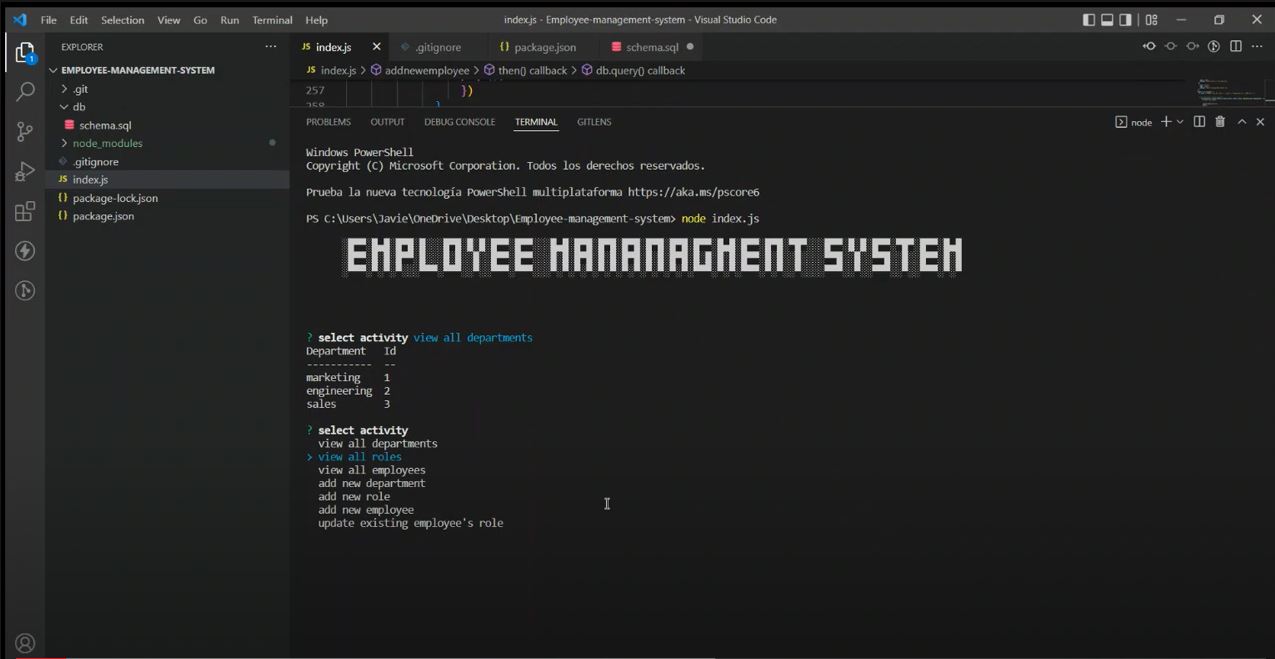 File Edit Selection View Go Run Terminal Help
index.js - Employee-management-system - Visual Studio Code
EXPLORER
EMPLOYEE-MANAGEMENT-SYSTEM
.git
db
schema.sql
node_modules
.gitignore
JS index.js
{} package-lock.json
{} package.json
1
JS index.js
.gitignore
{} package.json
schema.sql
JS index.js > addnewemployee > then() callback > db.query() callback
257 })
258 }
PROBLEMS OUTPUT DEBUG CONSOLE TERMINAL GITLENS
node
Windows PowerShell
Copyright (C) Microsoft Corporation. Todos los derechos reservados.
Prueba la nueva tecnología PowerShell multiplataforma https://aka.ms/pscore6
PS C:\Users\Javie\OneDrive\Desktop\Employee-management-system> node index.js
EMPLOYEE MANANAGMENT SYSTEM
? select activity view all departments
Department Id
----------- --
marketing 1
engineering 2
sales 3
? select activity
view all departments
> view all roles
view all employees
add new department
add new role
add new employee
update existing employee's role